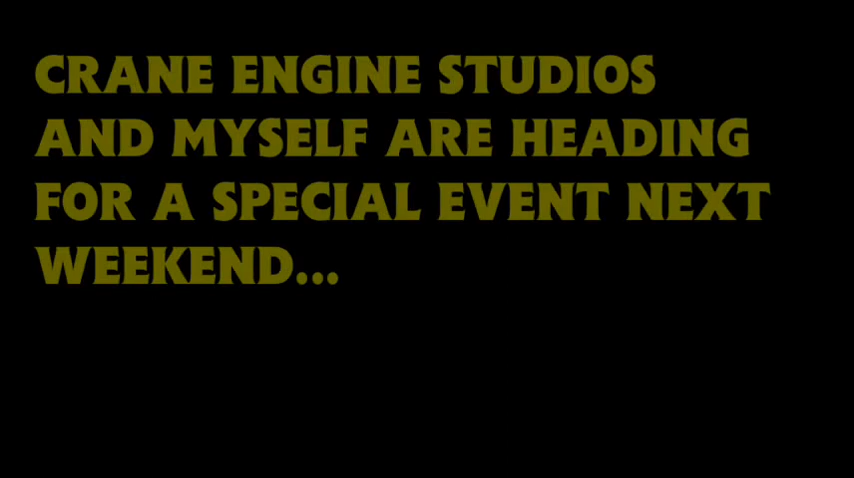 CRANE ENGINE STUDIOS
AND MYSELF ARE HEADING
FOR A SPECIAL EVENT NEXT
WEEKEND...